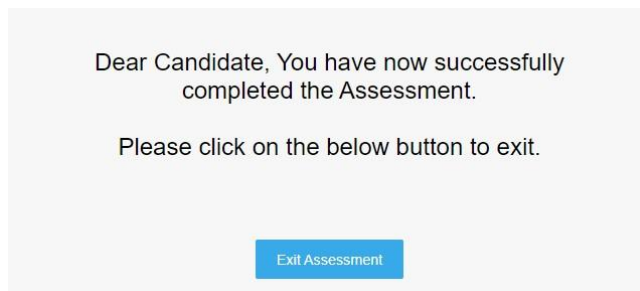 Dear Candidate, You have now successfully
completed the Assessment.
Please click on the below button to exit.
Exit Assessment